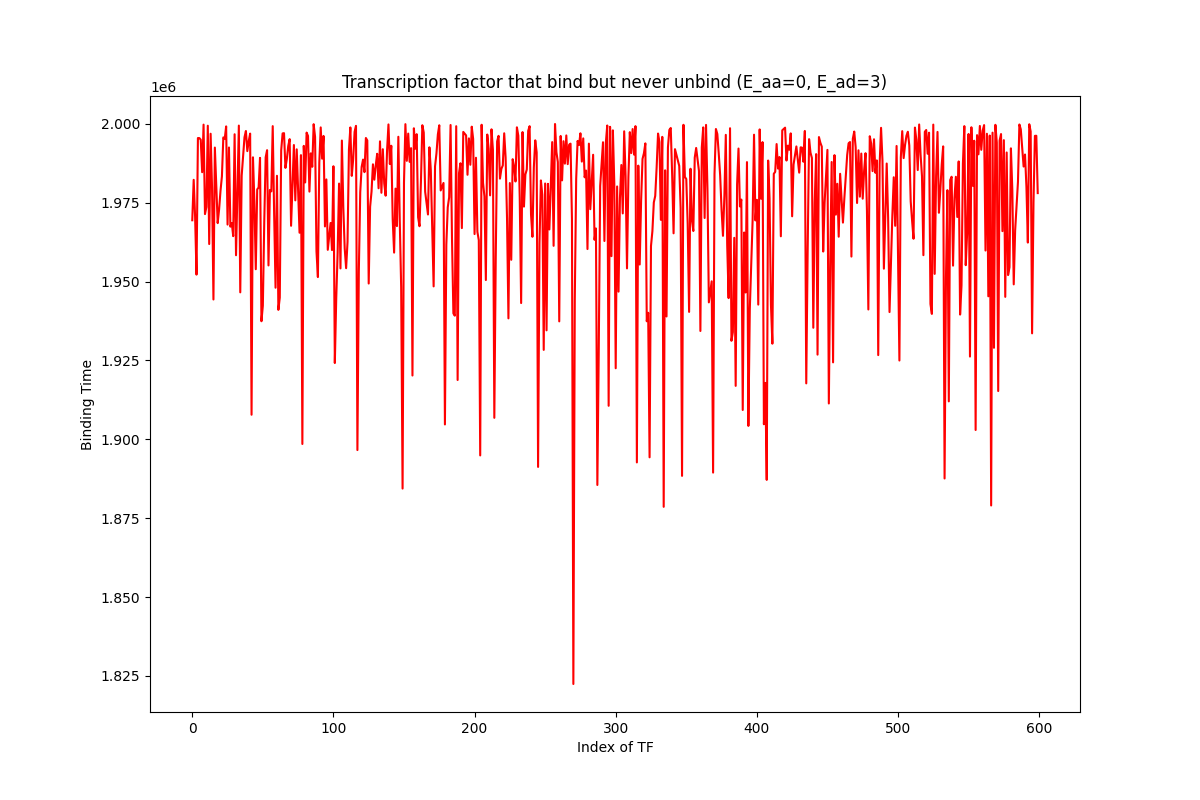 Transcription factor that bind but never unbind (E_aa=0, E_ad=3)
1e6
2.000
1.975
1.950
1.925
1.900
1.875
1.850
1.825
Binding Time
0 100 200 300 400 500 600
Index of TF